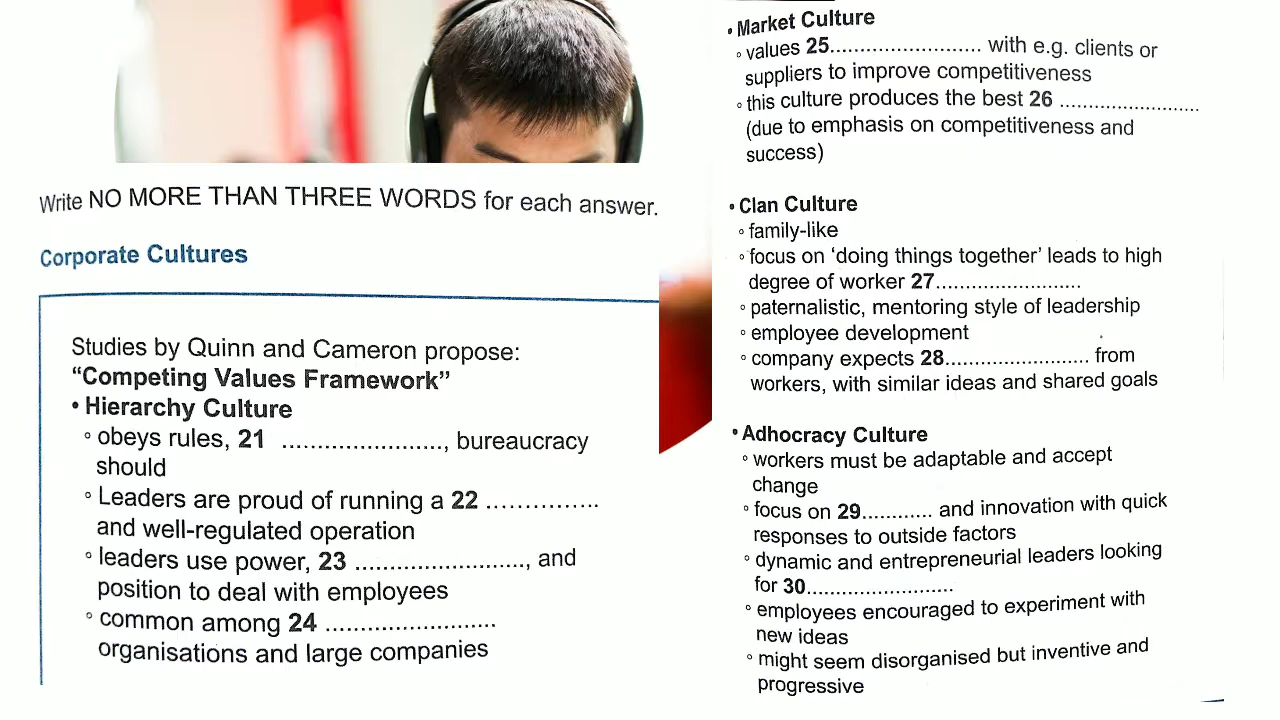 Write NO MORE THAN THREE WORDS for each answer.
Corporate Cultures
Studies by Quinn and Cameron propose:
“Competing Values Framework”
• Hierarchy Culture
° obeys rules, 21 ........................, bureaucracy
should
° Leaders are proud of running a 22 ...............
and well-regulated operation
° leaders use power, 23 ........................., and
position to deal with employees
° common among 24 .........................
organisations and large companies
• Market Culture
° values 25......................... with e.g. clients or
suppliers to improve competitiveness
° this culture produces the best 26 .......................
(due to emphasis on competitiveness and
success)
• Clan Culture
° family-like
° focus on ‘doing things together’ leads to high
degree of worker 27........................
° paternalistic, mentoring style of leadership
° employee development
° company expects 28........................ from
workers, with similar ideas and shared goals
• Adhocracy Culture
° workers must be adaptable and accept
change
° focus on 29............ and innovation with quick
responses to outside factors
° dynamic and entrepreneurial leaders looking
for 30.........................
° employees encouraged to experiment with
new ideas
° might seem disorganised but inventive and
progressive